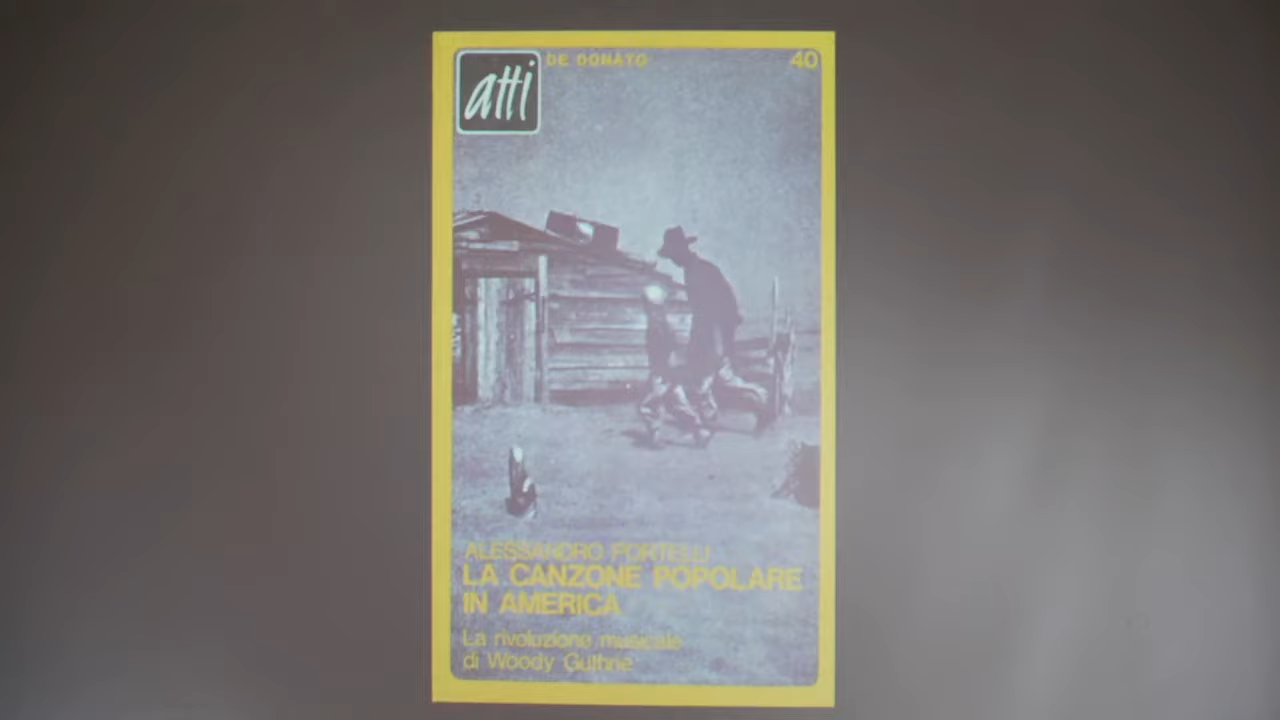 atti
DE DONATO
40
ALESSANDRO PORTELLI
LA CANZONE POPOLARE
IN AMERICA
La rivoluzione musicale
di Woody Guthrie